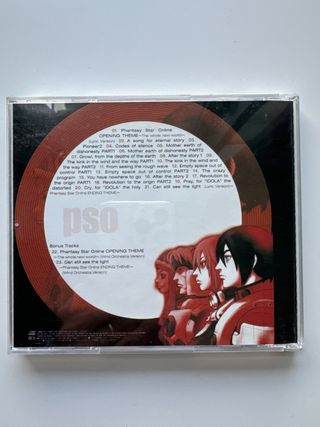 01. Phantasy Star Online
OPENING THEME~The whole new world~
(Lyric Version) 02. A song for eternal story 03.
Pioneer2 04. Codes of silence 05. Mother earth of
dishonesty PART1 06. Mother earth of dishonesty PART2
07. Growl, from the depths of the earth 08. After the story 1 09.
The kink in the wind and the way PART1 10. The kink in the wind and
the way PART2 11. From seeing the rough wave 12. Empty space out of
control PART1 13. Empty space out of control PART2 14. The crazy
program 15. You have nowhere to go 16. After the story 2 17. Revolution
to the origin PART1 18. Revolution to the origin PART2 19. Pray, for "IDOLA" the
distorted 20. Cry, for "IDOLA" the holy 21. Can still see the light (Lyric Version)~
Phantasy Star Online ENDING THEME~
pso
Bonus Tracks
22. Phantasy Star Online OPENING THEME
~The whole new world~ (Wind Orchestra Version)
23. Can still see the light
~Phantasy Star Online ENDING THEME~
(Wind Orchestra Version)